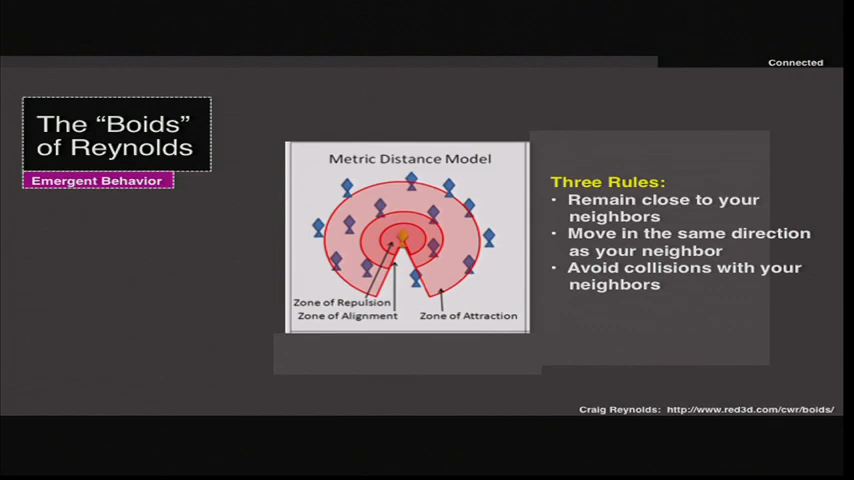 Connected
The “Boids”
of Reynolds
Emergent Behavior
Metric Distance Model
Zone of Repulsion
Zone of Alignment
Zone of Attraction
Three Rules:
• Remain close to your
neighbors
• Move in the same direction
as your neighbor
• Avoid collisions with your
neighbors
Craig Reynolds: http://www.red3d.com/cwr/boids/